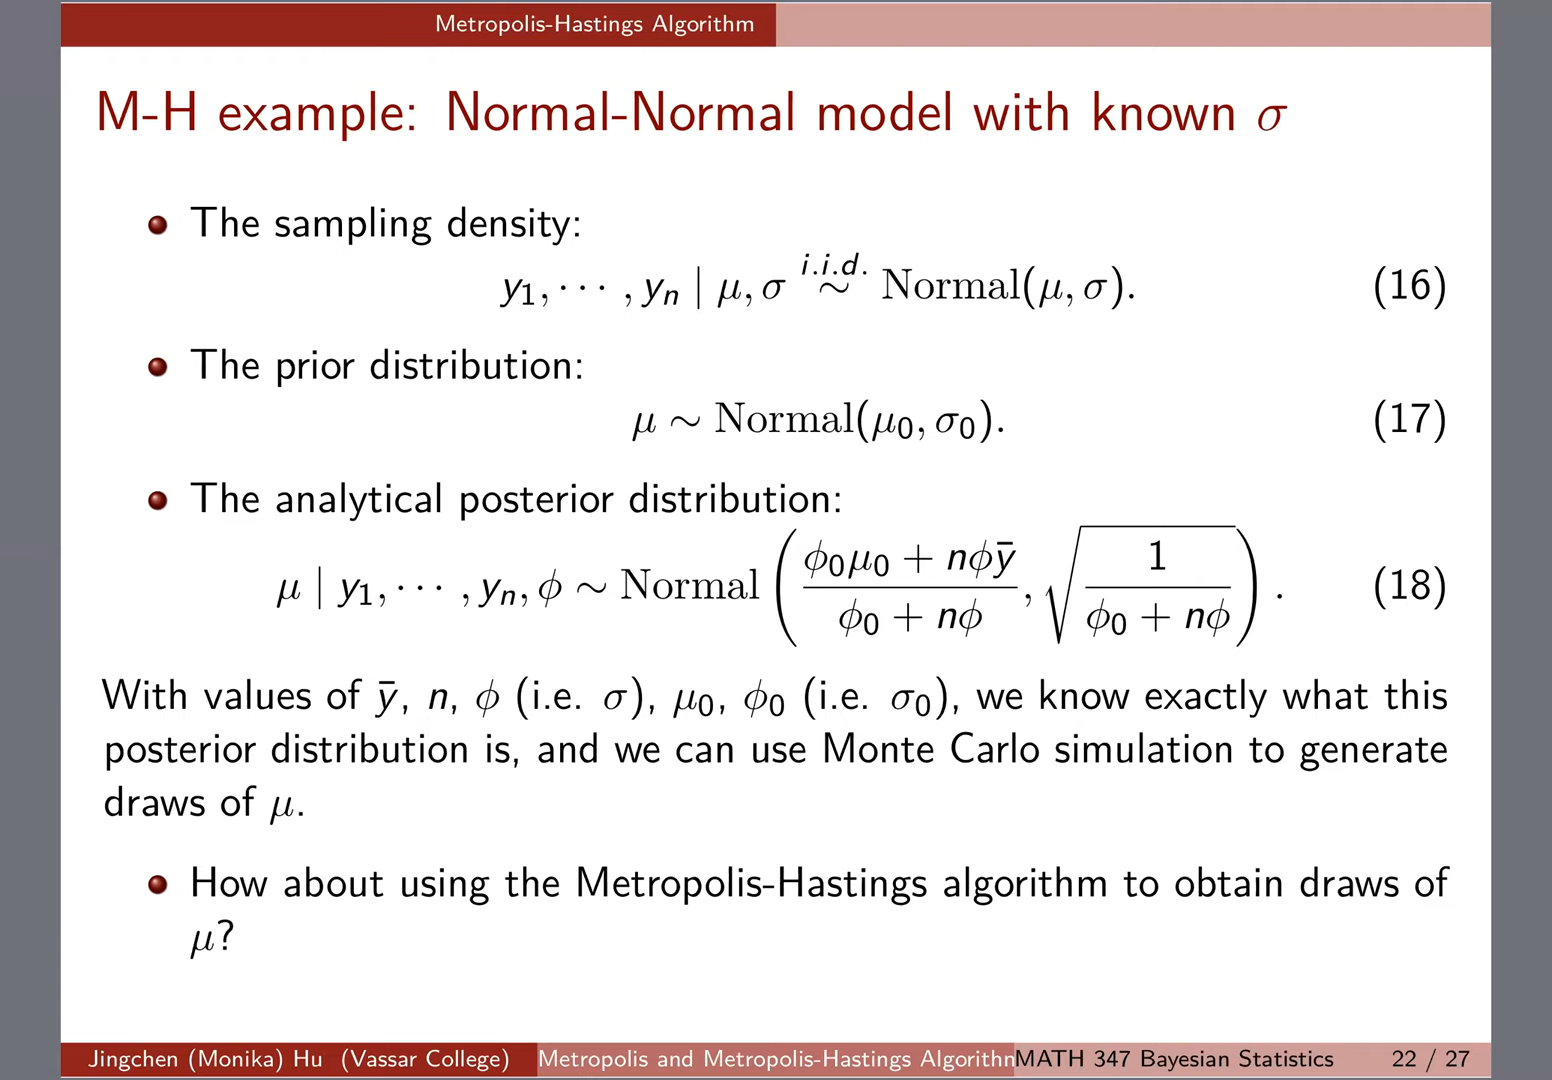 Metropolis-Hastings Algorithm
M-H example: Normal-Normal model with known σ
The sampling density:
y₁, ⋯ , yₙ | μ, σ i.i.d. ~ Normal(μ, σ). (16)
The prior distribution:
μ ∼ Normal(μ₀, σ₀). (17)
The analytical posterior distribution:
μ | y₁, ⋯ , yₙ, ϕ ∼ Normal ( (ϕ₀μ₀ + nϕȳ) / (ϕ₀ + nϕ) , √( 1 / (ϕ₀ + nϕ) ) ) . (18)
With values of ȳ, n, ϕ (i.e. σ), μ₀, ϕ₀ (i.e. σ₀), we know exactly what this
posterior distribution is, and we can use Monte Carlo simulation to generate
draws of μ.
How about using the Metropolis-Hastings algorithm to obtain draws of
μ?
Jingchen (Monika) Hu (Vassar College) Metropolis and Metropolis-Hastings Algorithm MATH 347 Bayesian Statistics 22 / 27